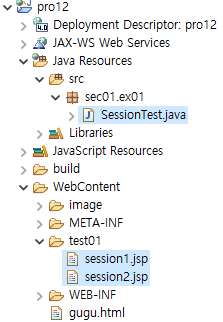 pro12
Deployment Descriptor: pro12
JAX-WS Web Services
Java Resources
src
sec01.ex01
SessionTest.java
Libraries
JavaScript Resources
build
WebContent
image
META-INF
test01
session1.jsp
session2.jsp
WEB-INF
gugu.html